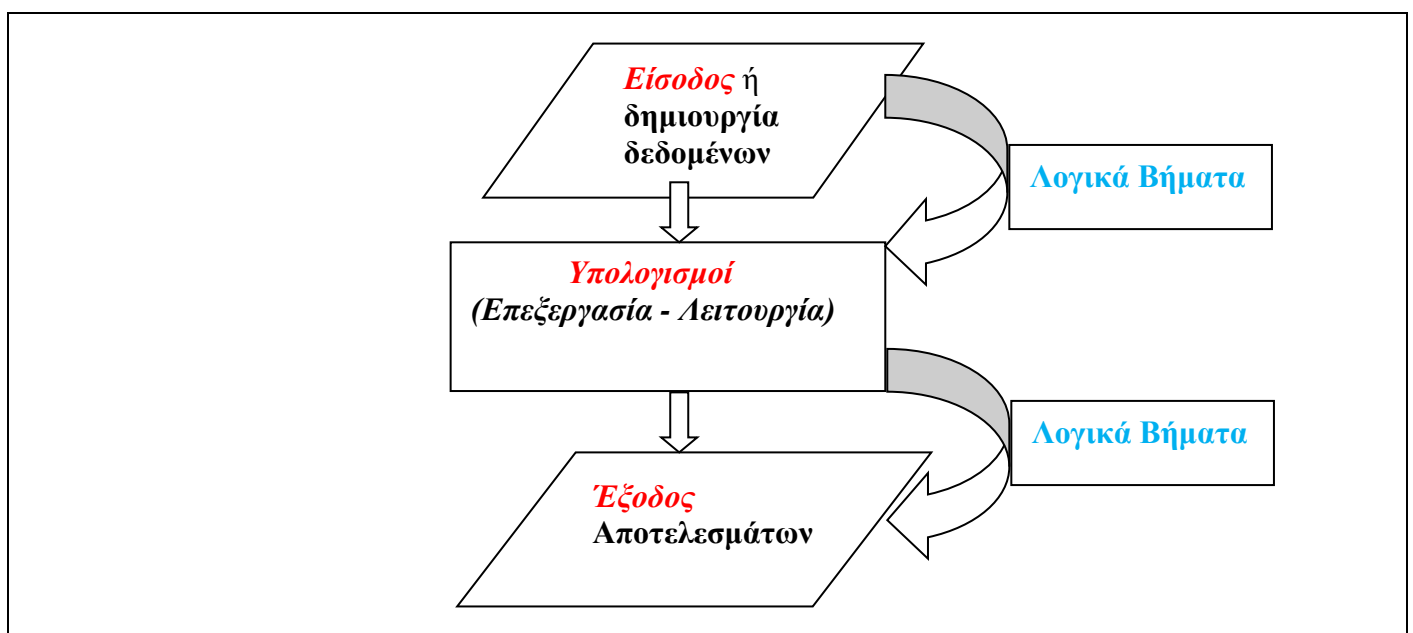 Είσοδος ή
δημιουργία
δεδομένων
Λογικά Βήματα
Υπολογισμοί
(Επεξεργασία - Λειτουργία)
Λογικά Βήματα
Έξοδος
Αποτελεσμάτων